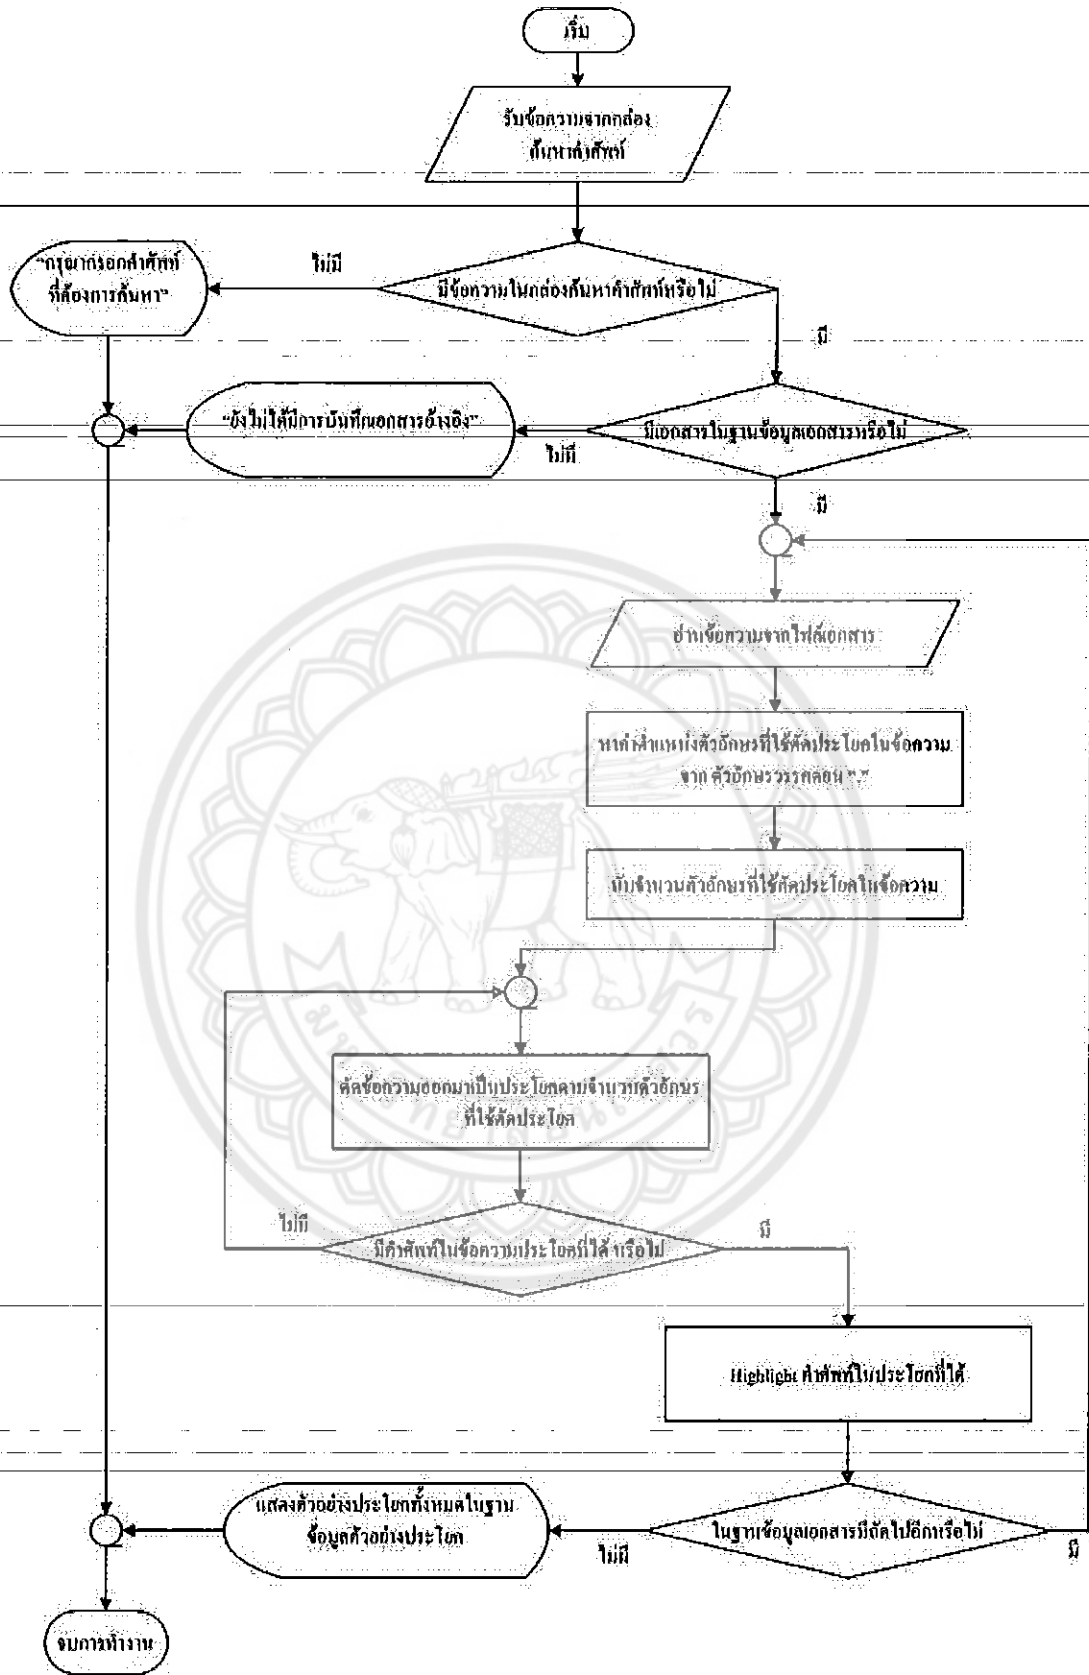 เริ่ม
รับข้อความจากกล่อง
ค้นหาคำศัพท์
มีข้อความในกล่องค้นหาคำศัพท์หรือไม่
ไม่มี
"กรุณากรอกคำศัพท์
ที่ต้องการค้นหา"
มี
มีเอกสารในฐานข้อมูลเอกสารหรือไม่
ไม่มี
"ยังไม่ได้มีการบันทึกเอกสารอ้างอิง"
มี
อ่านข้อความจากไฟล์เอกสาร
หาค่าตำแหน่งตัวอักษรที่ใช้ตัดประโยคในข้อความ
จาก ตัวอักษรวรรคตอน "."
นับจำนวนตัวอักษรที่ใช้ตัดประโยคในข้อความ
ตัดข้อความออกมาเป็นประโยคตามจำนวนตัวอักษร
ที่ใช้ตัดประโยค
มีคำศัพท์ในข้อความประโยคที่ได้ หรือไม่
ไม่มี
มี
Highlight คำศัพท์ในประโยคที่ได้
ในฐานข้อมูลเอกสารมีถัดไปอีกหรือไม่
ไม่มี
มี
แสดงตัวอย่างประโยคทั้งหมดในฐาน
ข้อมูลตัวอย่างประโยค
จบการทำงาน